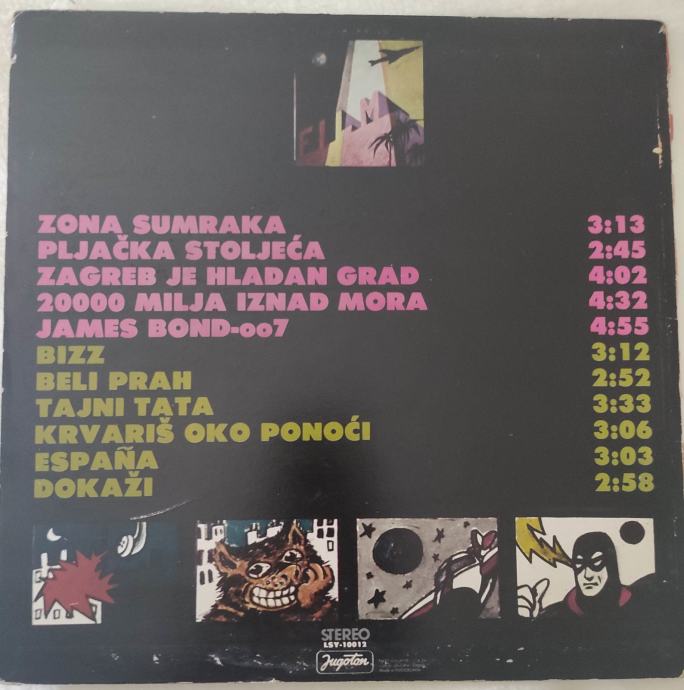 FILM
ZONA SUMRAKA 3:13
PLJAČKA STOLJEĆA 2:45
ZAGREB JE HLADAN GRAD 4:02
20000 MILJA IZNAD MORA 4:32
JAMES BOND-007 4:55
BIZZ 3:12
BELI PRAH 2:52
TAJNI TATA 3:33
KRVARIŠ OKO PONOĆI 3:06
ESPAÑA 3:03
DOKAŽI 2:58
STEREO
LSY-10012
Jugoton